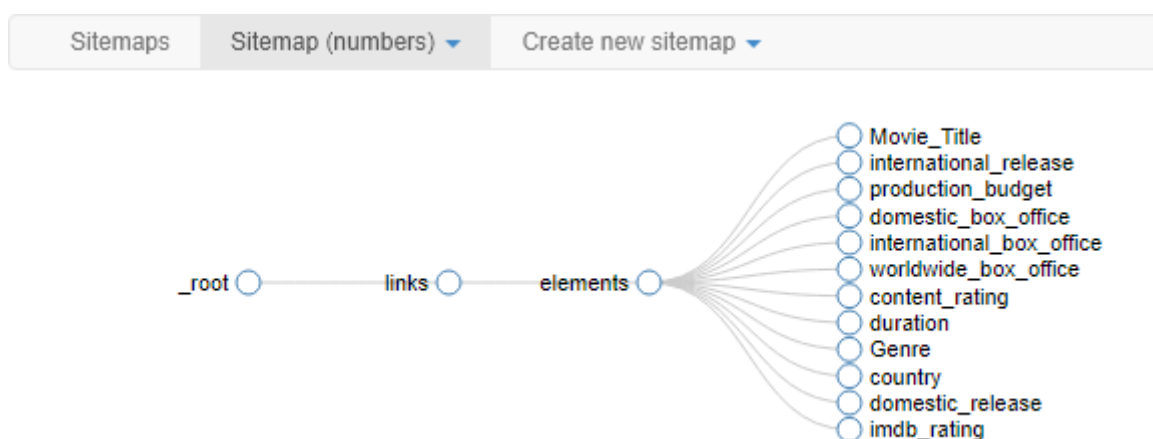 Sitemaps Sitemap (numbers) Create new sitemap
Movie_Title
international_release
production_budget
domestic_box_office
international_box_office
_root links elements worldwide_box_office
content_rating
duration
Genre
country
domestic_release
imdb_rating